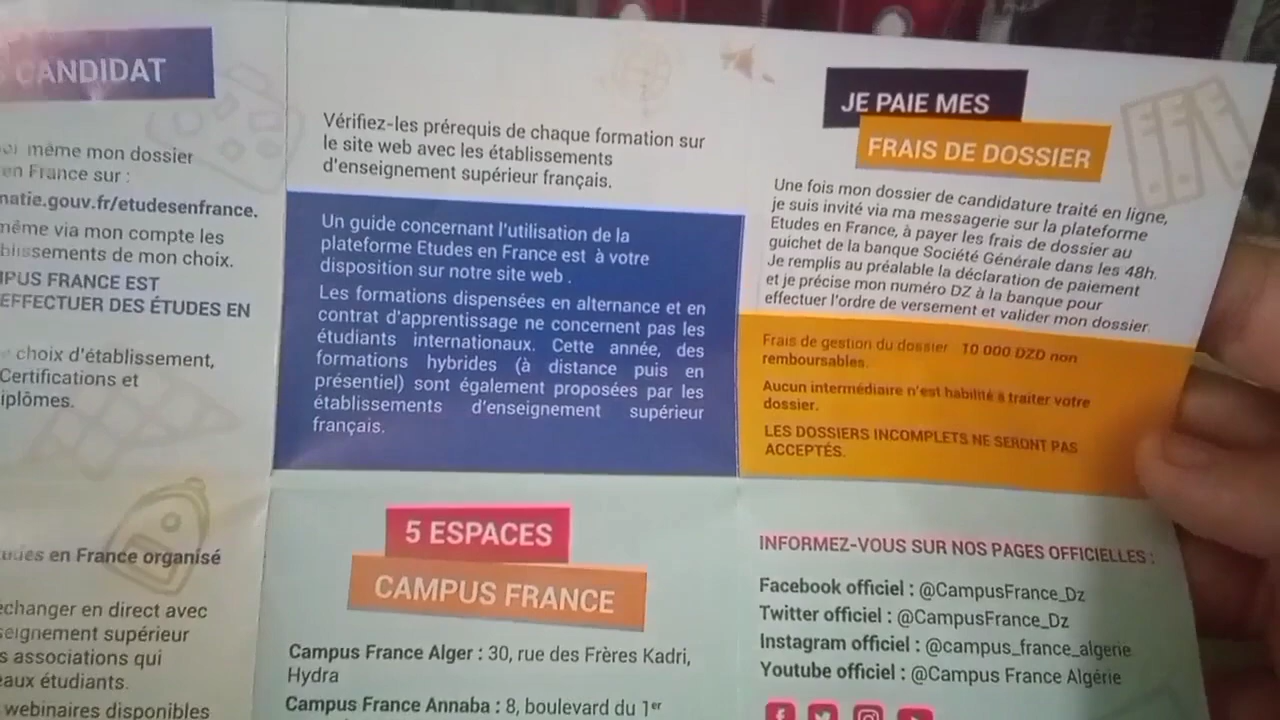 CANDIDAT
même mon dossier
en France sur :
matie.gouv.fr/etudesenfrance.
même via mon compte les
blissements de mon choix.
PUS FRANCE EST
EFFECTUER DES ÉTUDES EN
choix d'établissement,
Certifications et
iplômes.
Vérifiez-les prérequis de chaque formation sur
le site web avec les établissements
d'enseignement supérieur français.
Un guide concernant l'utilisation de la
plateforme Etudes en France est à votre
disposition sur notre site web .
Les formations dispensées en alternance et en
contrat d'apprentissage ne concernent pas les
étudiants internationaux. Cette année, des
formations hybrides (à distance puis en
présentiel) sont également proposées par les
établissements d'enseignement supérieur
français.
JE PAIE MES
FRAIS DE DOSSIER
Une fois mon dossier de candidature traité en ligne,
je suis invité via ma messagerie sur la plateforme
Etudes en France, à payer les frais de dossier au
guichet de la banque Société Générale dans les 48h.
Je remplis au préalable la déclaration de paiement
et je précise mon numéro DZ à la banque pour
effectuer l'ordre de versement et valider mon dossier.
Frais de gestion du dossier 10 000 DZD non
remboursables.
Aucun intermédiaire n'est habilité à traiter votre
dossier.
LES DOSSIERS INCOMPLETS NE SERONT PAS
ACCEPTÉS.
tudes en France organisé
échanger en direct avec
seignement supérieur
s associations qui
eaux étudiants.
webinaires disponibles
5 ESPACES
CAMPUS FRANCE
Campus France Alger : 30, rue des Frères Kadri,
Hydra
Campus France Annaba : 8, boulevard du 1er
INFORMEZ-VOUS SUR NOS PAGES OFFICIELLES :
Facebook officiel : @CampusFrance_Dz
Twitter officiel : @CampusFrance_Dz
Instagram officiel : @campus_france_algerie
Youtube officiel : @Campus France Algérie